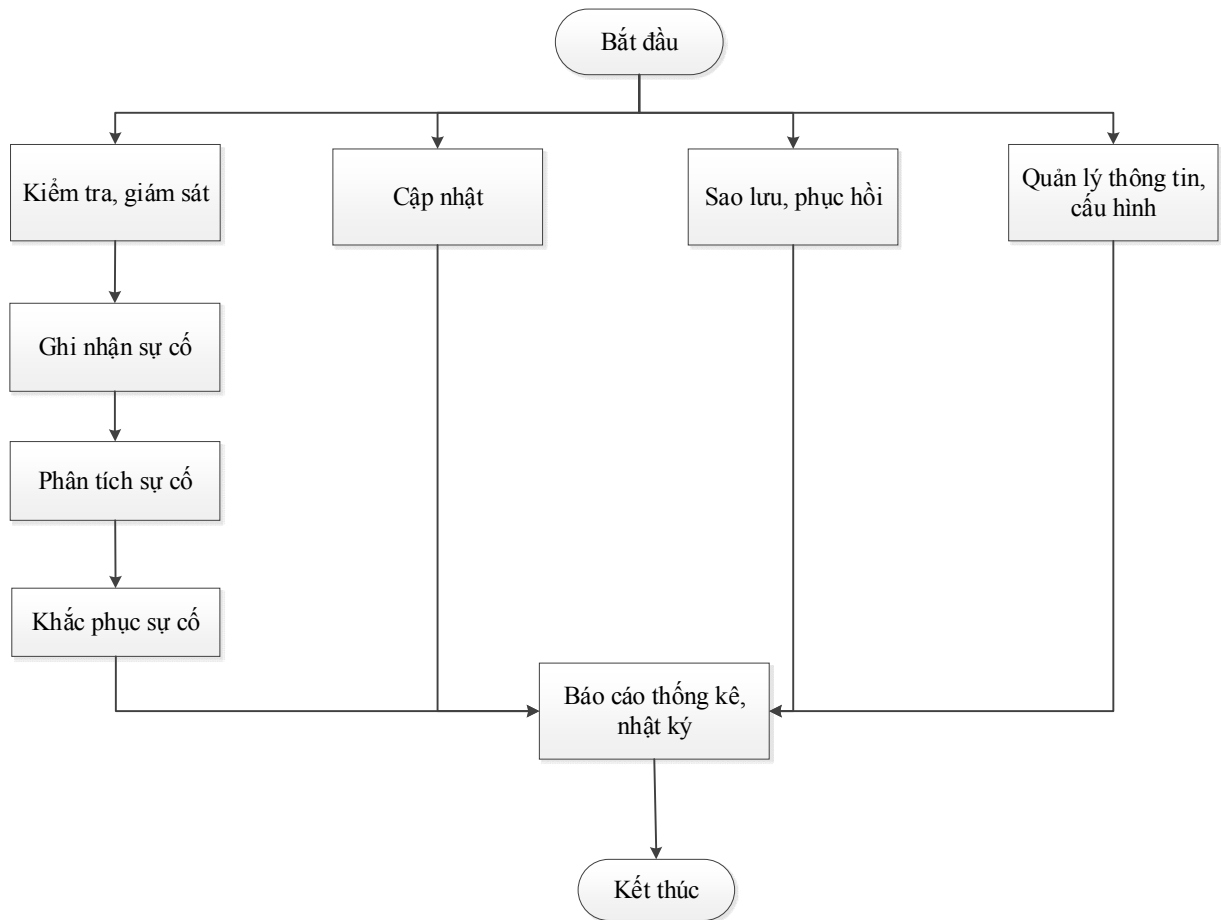 Bắt đầu
Kiểm tra, giám sát
Cập nhật
Sao lưu, phục hồi
Quản lý thông tin,
cấu hình
Ghi nhận sự cố
Phân tích sự cố
Khắc phục sự cố
Báo cáo thống kê,
nhật ký
Kết thúc